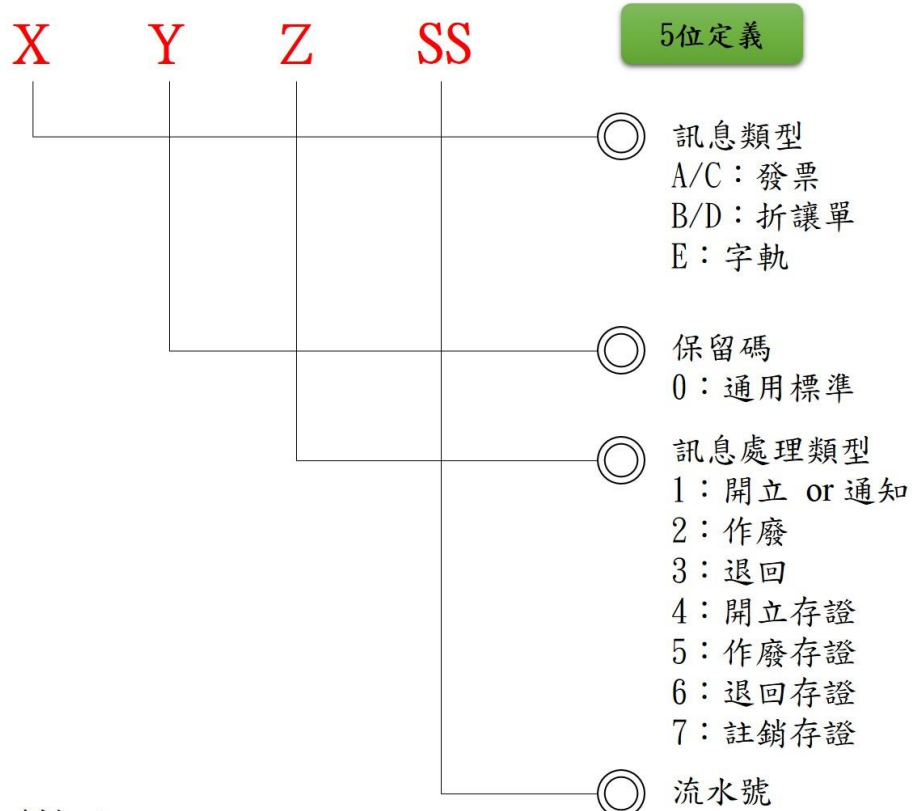 X Y Z SS
5位定義
訊息類型
A/C：發票
B/D：折讓單
E：字軌
保留碼
0：通用標準
訊息處理類型
1：開立 or 通知
2：作廢
3：退回
4：開立存證
5：作廢存證
6：退回存證
7：註銷存證
流水號